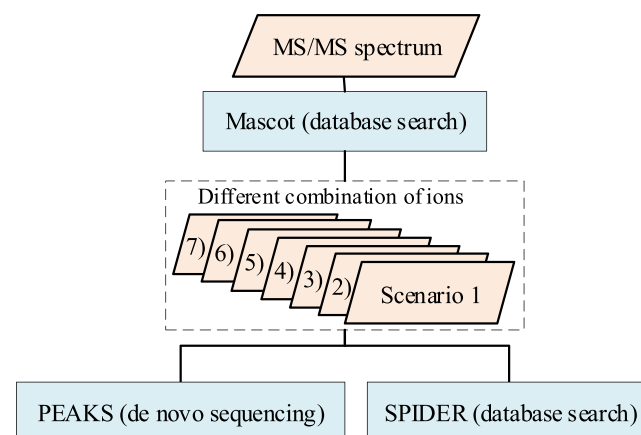 MS/MS spectrum
Mascot (database search)
Different combination of ions
7)
6)
5)
4)
3)
2)
Scenario 1
PEAKS (de novo sequencing)
SPIDER (database search)